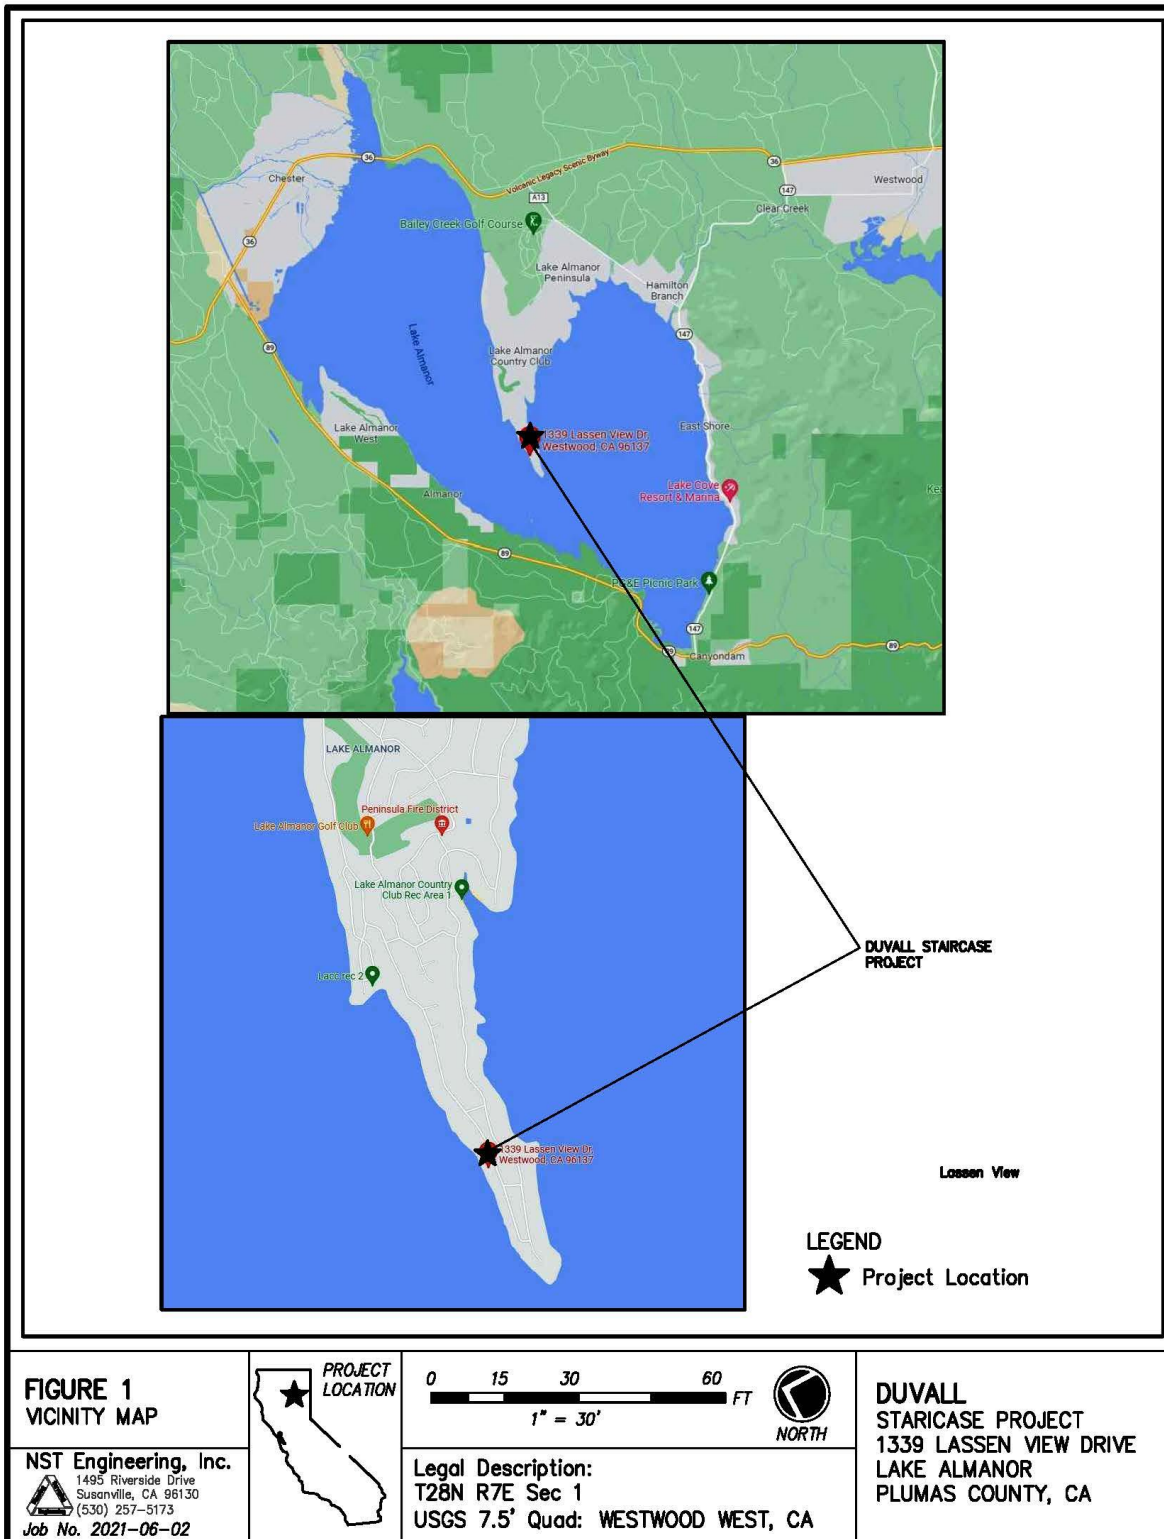 36
Volcanic Legacy Scenic Byway
36
Chester
147
Westwood
A13
Clear Creek
Bailey Creek Golf Course
36
Lake Almanor
Peninsula
Hamilton
Branch
147
89
Lake Almanor
Lake Almanor
Country Club
Lake Almanor
West
East Shore
1339 Lassen View Dr,
Westwood, CA 96137
Lake Cove
Resort & Marina
Almanor
89
PG&E Picnic Park
147
89
89
Canyondam
LAKE ALMANOR
Peninsula Fire District
Lake Almanor Golf Club
Lake Almanor Country
Club Rec Area 1
Lacc rec 2
DUVALL STAIRCASE
PROJECT
1339 Lassen View Dr,
Westwood, CA 96137
Lassen View
LEGEND
Project Location
FIGURE 1
VICINITY MAP
NST Engineering, Inc.
1495 Riverside Drive
Susanville, CA 96130
(530) 257-5173
Job No. 2021-06-02
PROJECT
LOCATION
0 15 30 60 FT
1" = 30'
NORTH
Legal Description:
T28N R7E Sec 1
USGS 7.5' Quad: WESTWOOD WEST, CA
DUVALL
STARICASE PROJECT
1339 LASSEN VIEW DRIVE
LAKE ALMANOR
PLUMAS COUNTY, CA